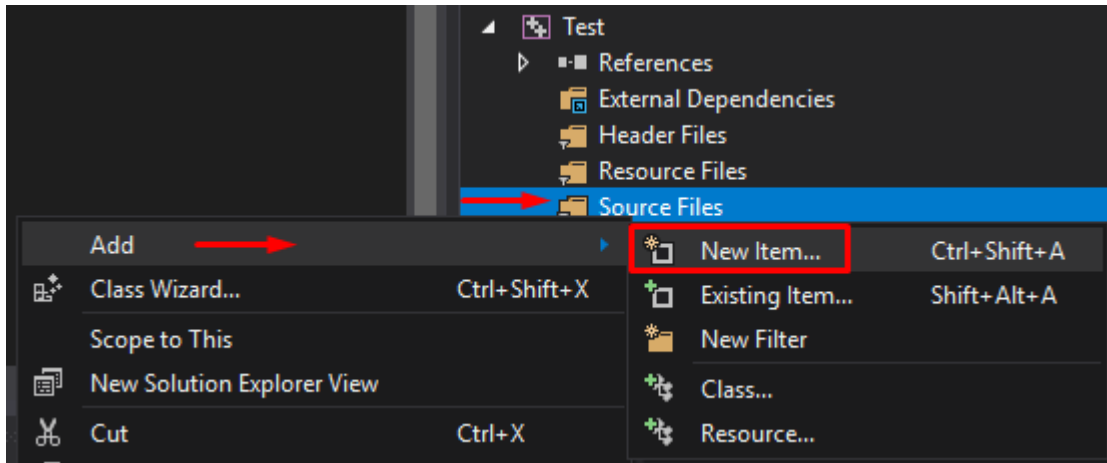 Test
References
External Dependencies
Header Files
Resource Files
Source Files
Add
Class Wizard... Ctrl+Shift+X
Scope to This
New Solution Explorer View
Cut Ctrl+X
New Item... Ctrl+Shift+A
Existing Item... Shift+Alt+A
New Filter
Class...
Resource...